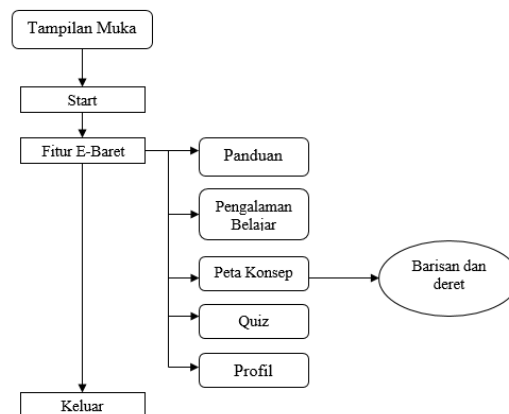 Tampilan Muka
Start
Fitur E-Baret
Panduan
Pengalaman
Belajar
Peta Konsep
Barisan dan
deret
Quiz
Profil
Keluar